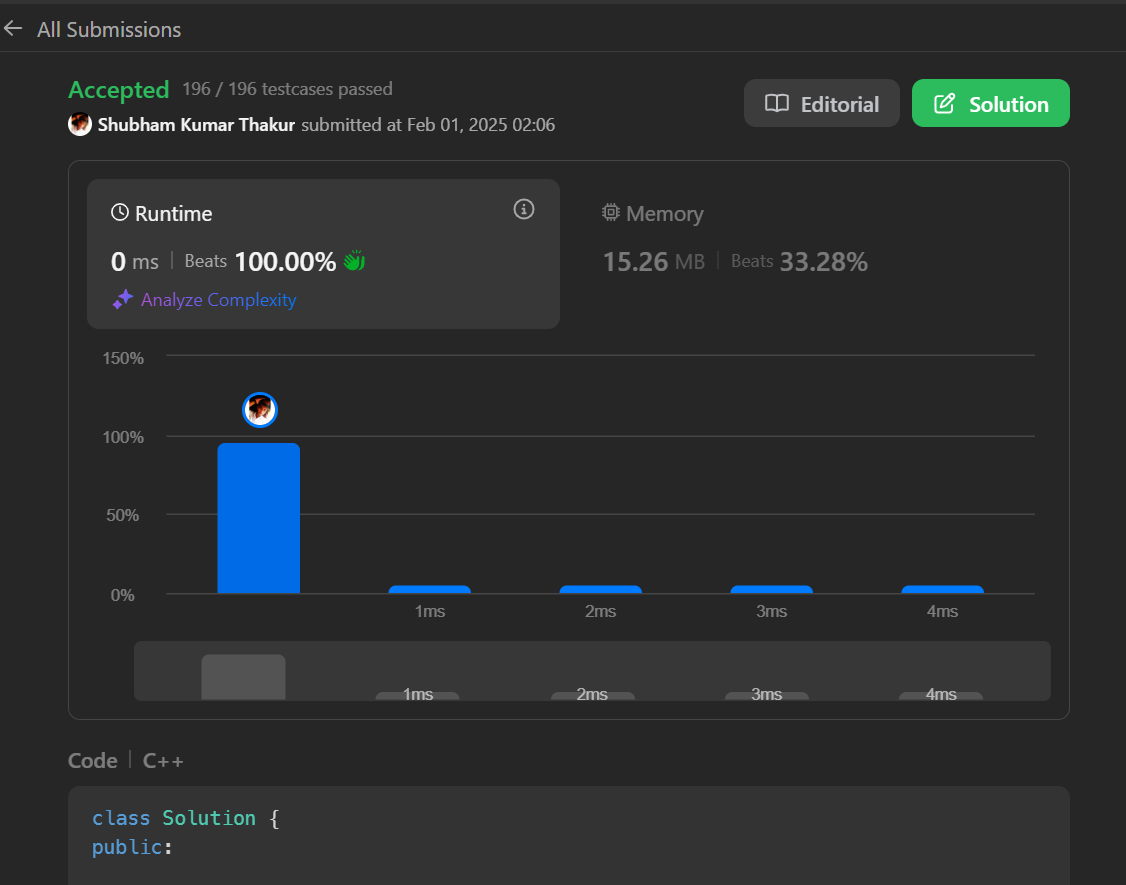 All Submissions
Accepted 196 / 196 testcases passed
Shubham Kumar Thakur submitted at Feb 01, 2025 02:06
Editorial
Solution
Runtime
0 ms | Beats 100.00%
Analyze Complexity
Memory
15.26 MB | Beats 33.28%
150%
100%
50%
0%
1ms 2ms 3ms 4ms
1ms 2ms 3ms 4ms
Code | C++
class Solution {
public: